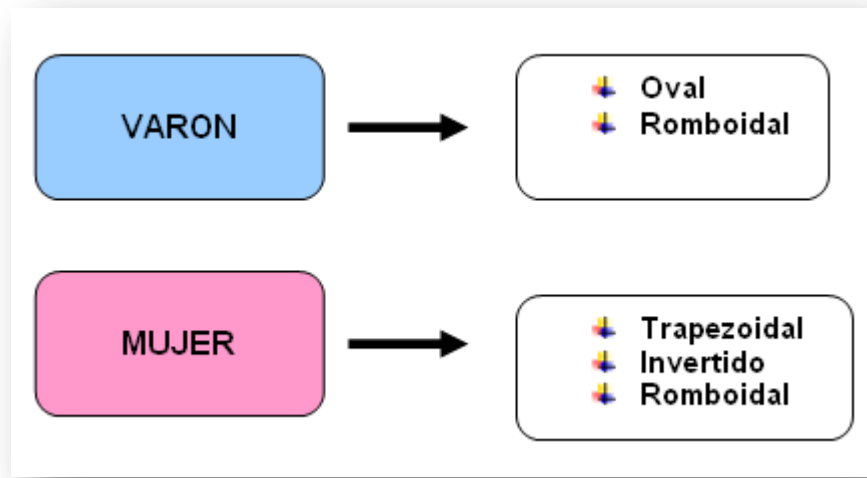 VARON
Oval
Romboidal
MUJER
Trapezoidal
Invertido
Romboidal